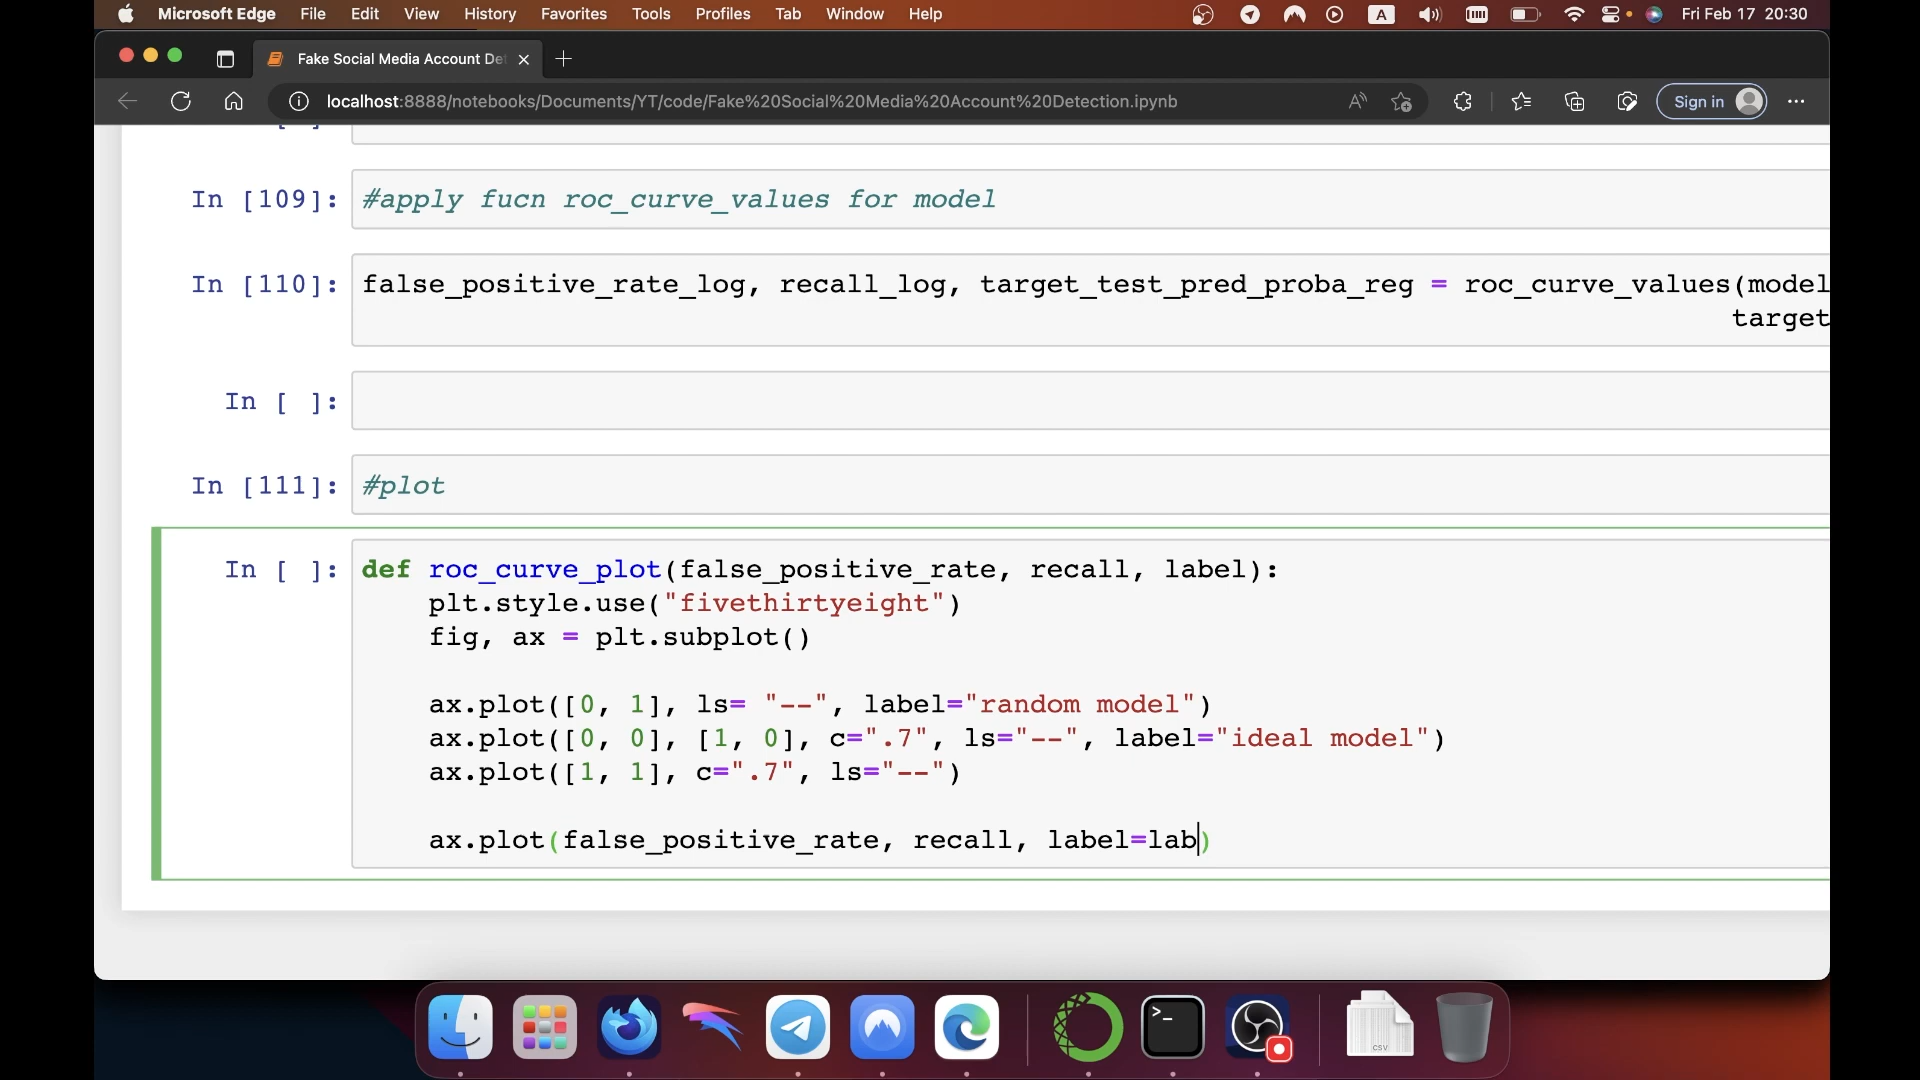 Microsoft Edge File Edit View History Favorites Tools Profiles Tab Window Help A Fri Feb 17 20:30
Fake Social Media Account De
localhost:8888/notebooks/Documents/YT/code/Fake%20Social%20Media%20Account%20Detection.ipynb Sign in
In [109]: #apply fucn roc_curve_values for model
In [110]: false_positive_rate_log, recall_log, target_test_pred_proba_reg = roc_curve_values(model
target
In [ ]:
In [111]: #plot
In [ ]: def roc_curve_plot(false_positive_rate, recall, label):
plt.style.use("fivethirtyeight")
fig, ax = plt.subplot()
ax.plot([0, 1], ls= "--", label="random model")
ax.plot([0, 0], [1, 0], c=".7", ls="--", label="ideal model")
ax.plot([1, 1], c=".7", ls="--")
ax.plot(false_positive_rate, recall, label=lab)
CSV